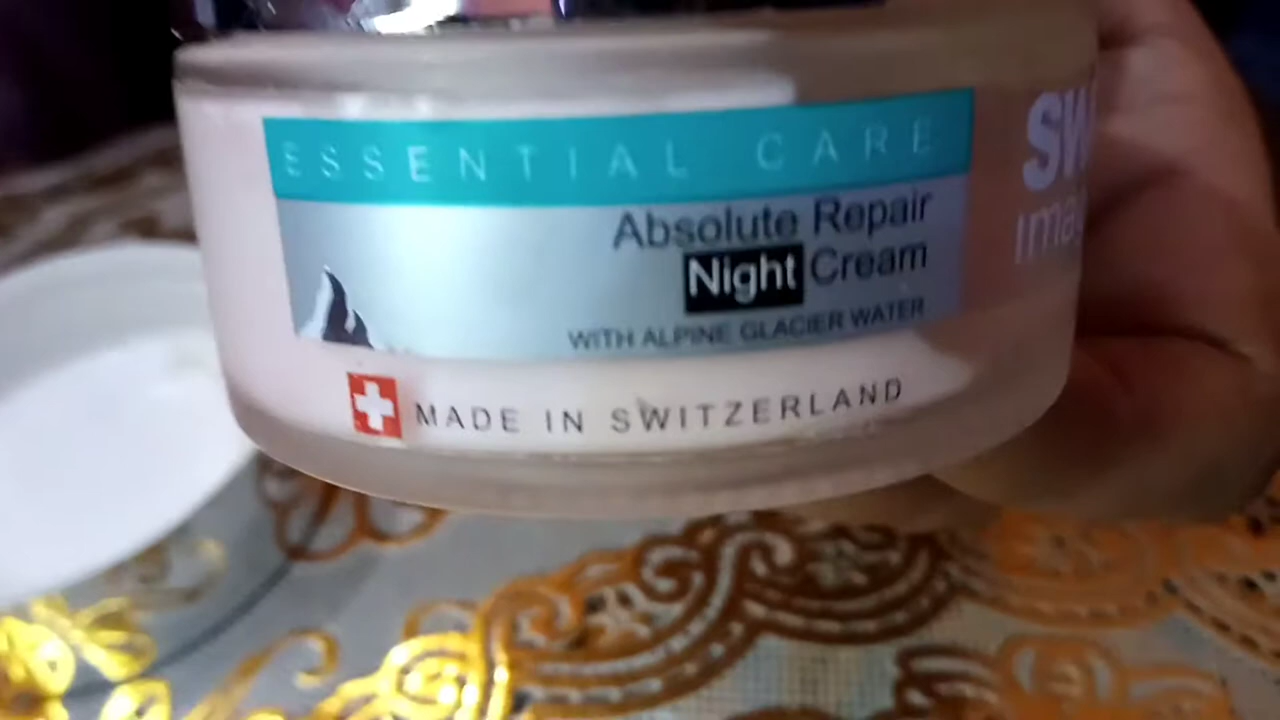 ESSENTIAL CARE
Absolute Repair
Night Cream
WITH ALPINE GLACIER WATER
MADE IN SWITZERLAND